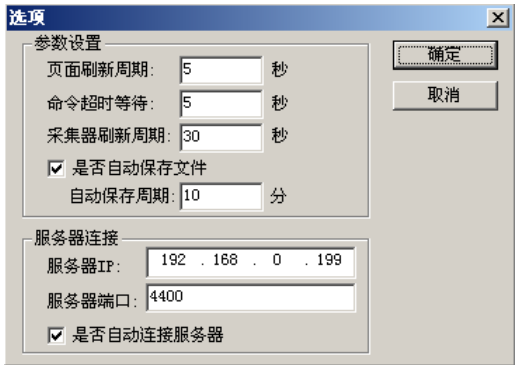 选项
参数设置
页面刷新周期: 5 秒
命令超时等待: 5 秒
采集器刷新周期: 30 秒
是否自动保存文件
自动保存周期: 10 分
确定
取消
服务器连接
服务器IP: 192 . 168 . 0 . 199
服务器端口: 4400
是否自动连接服务器